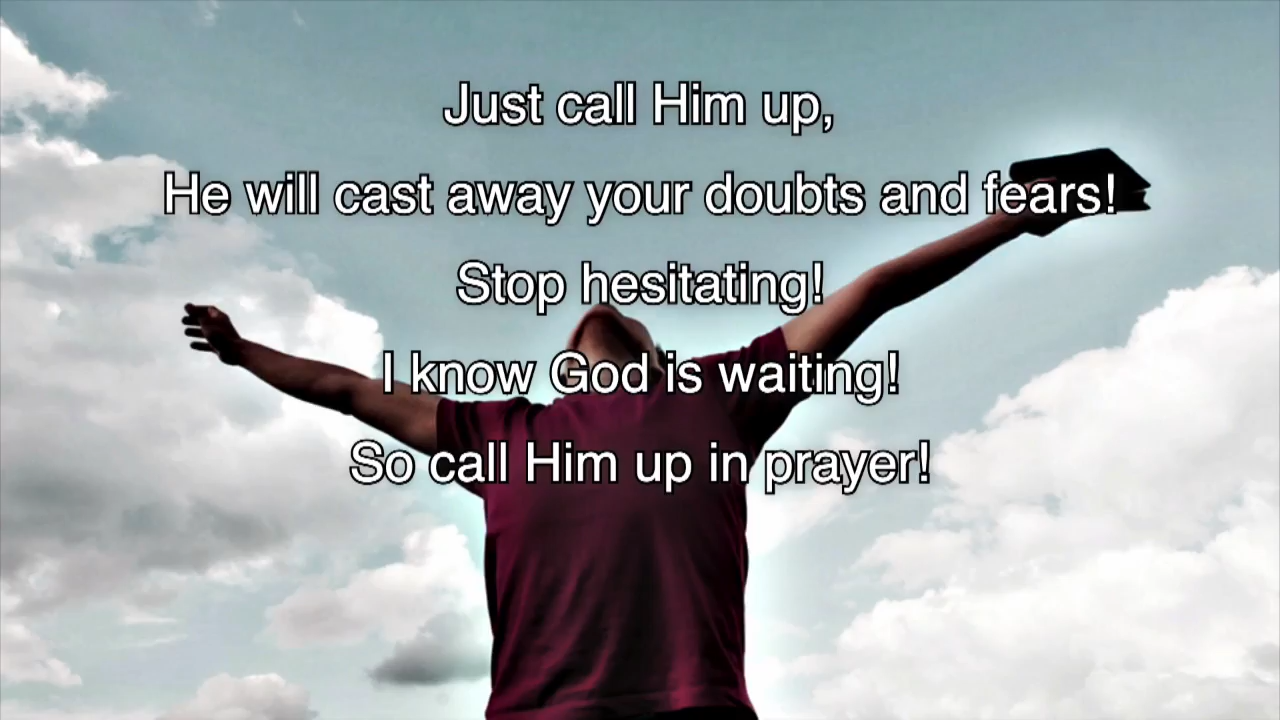 Just call Him up,
He will cast away your doubts and fears!
Stop hesitating!
I know God is waiting!
So call Him up in prayer!